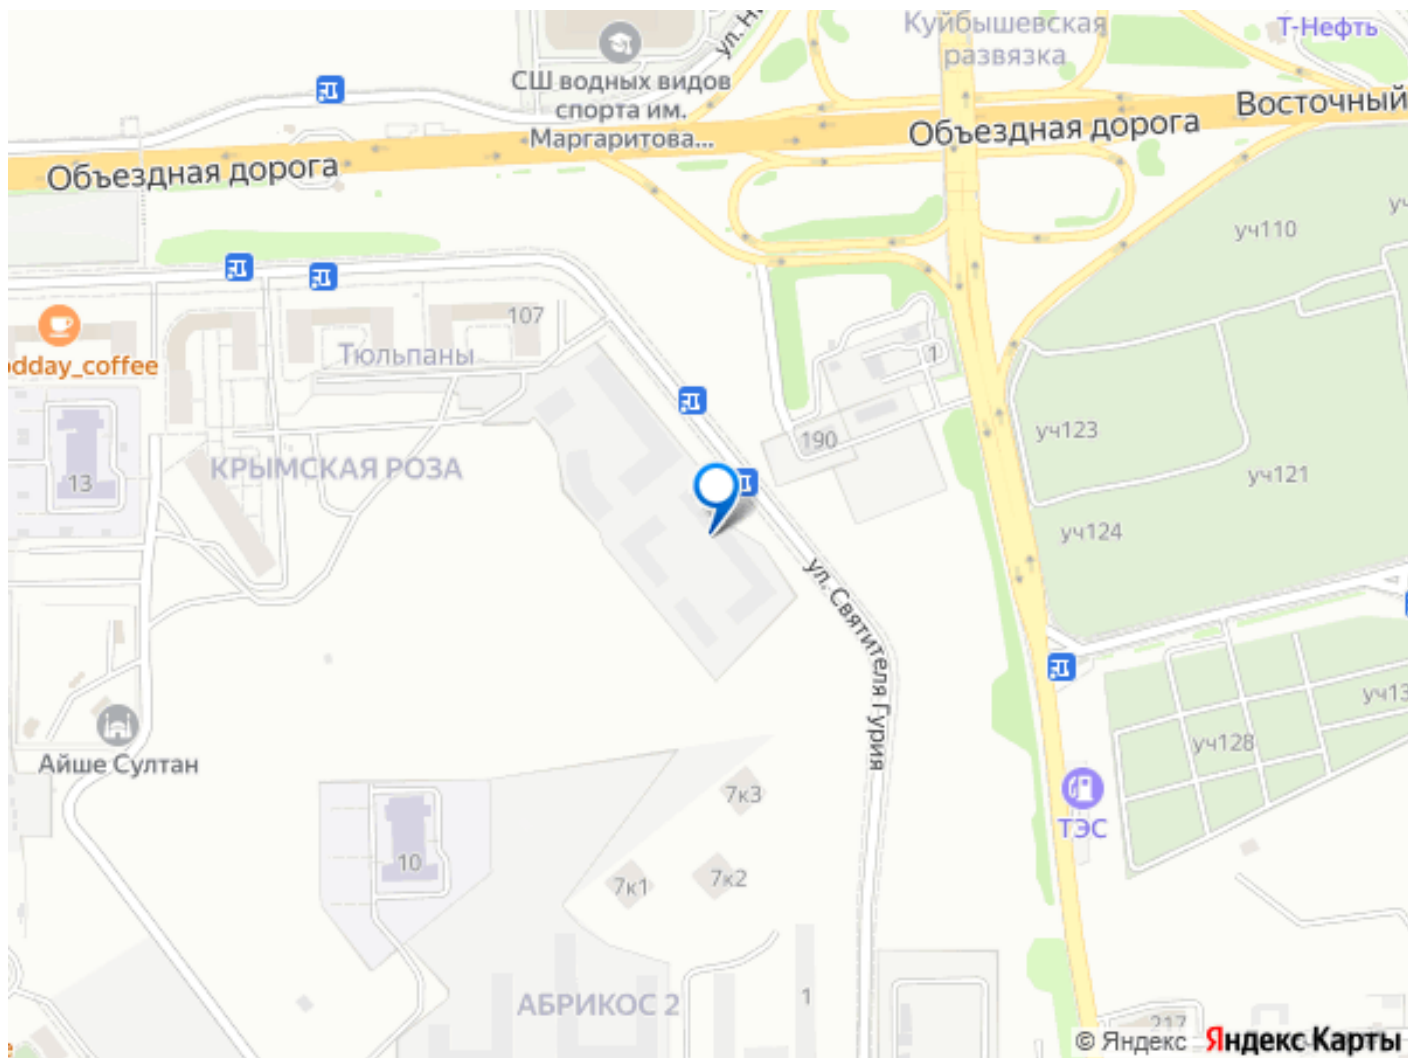 Куйбышевская
развязка
Т-Нефть
ул.
СШ водных видов
спорта им.
Маргаритова...
Восточный
Объездная дорога
Объездная дорога
уч110
107
Тюльпаны
1
dday_coffee
190
уч123
КРЫМСКАЯ РОЗА
13
уч121
уч124
ул. Святителя Гурия
уч13
уч128
Айше Султан
7к3
ТЭС
10
7к1
7к2
АБРИКОС 2
1
217
© Яндекс Яндекс Карты